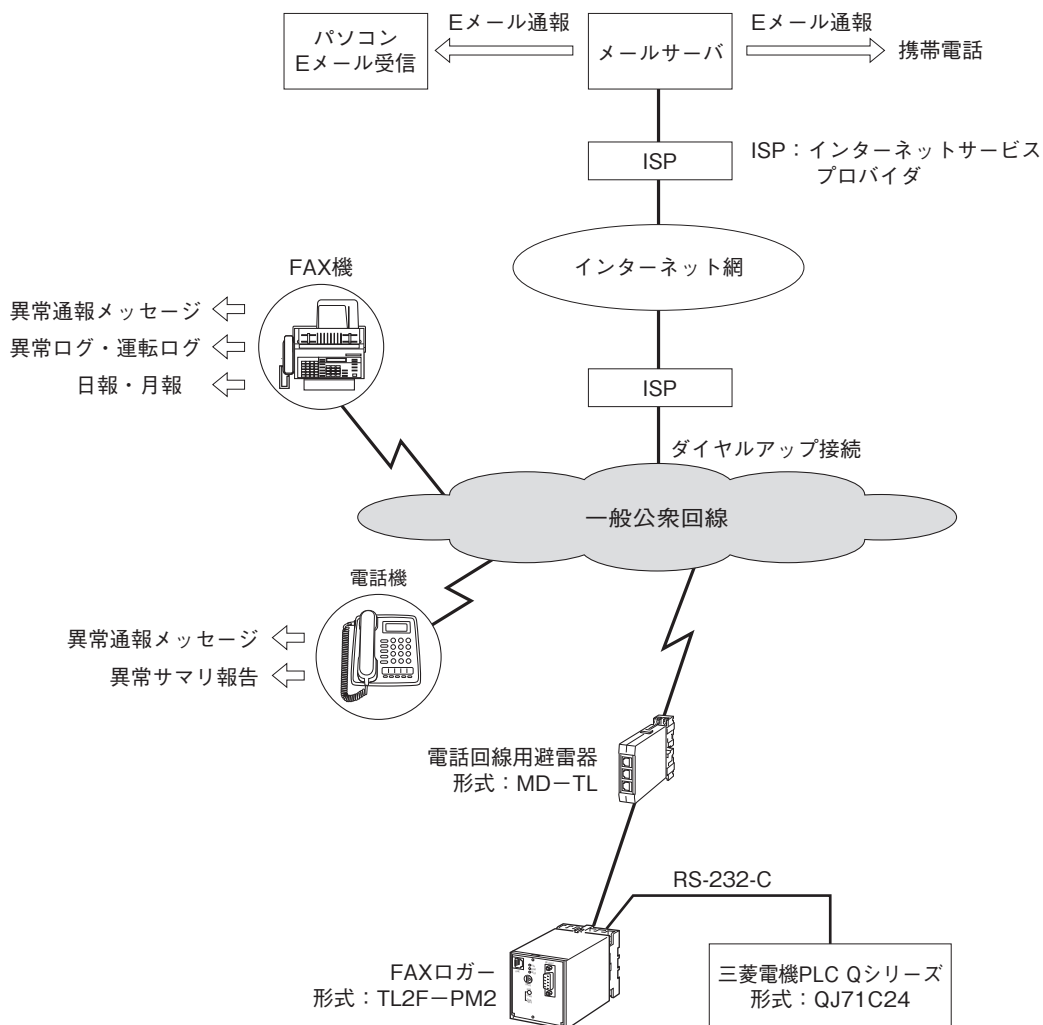 Eメール通報
Eメール通報
パソコン
Eメール受信
メールサーバ
携帯電話
ISP
ISP：インターネットサービス
プロバイダ
インターネット網
FAX機
異常通報メッセージ
異常ログ・運転ログ
日報・月報
ISP
ダイヤルアップ接続
一般公衆回線
電話機
異常通報メッセージ
異常サマリ報告
電話回線用避雷器
形式：MD－TL
RS-232-C
FAXロガー
形式：TL2F－PM2
三菱電機PLC Qシリーズ
形式：QJ71C24